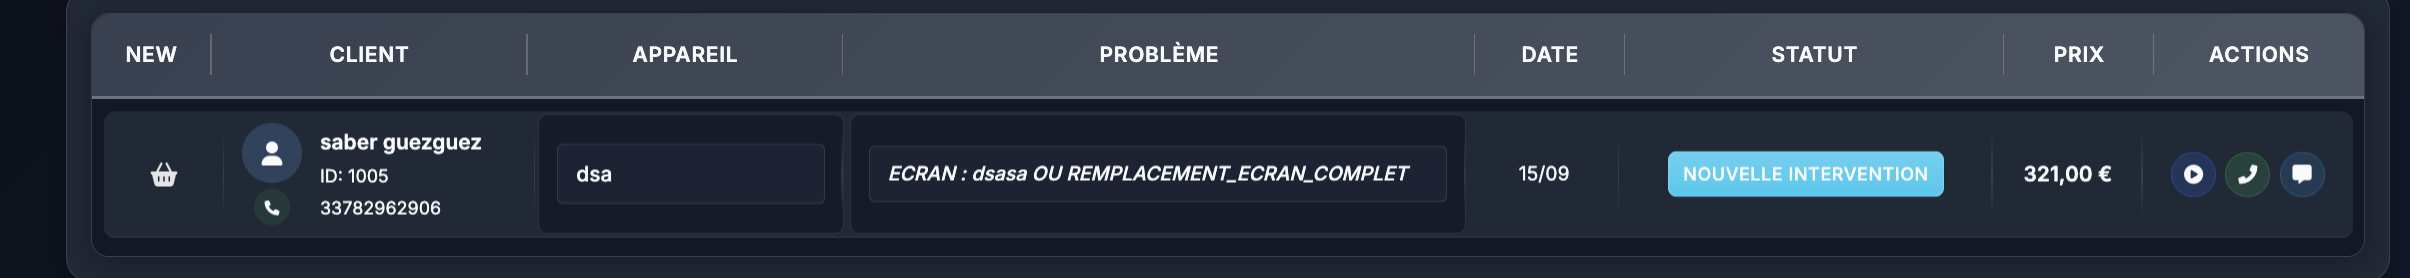 NEW CLIENT APPAREIL PROBLÈME DATE STATUT PRIX ACTIONS
saber guezguez
ID: 1005
33782962906
dsa
ECRAN : dsasa OU REMPLACEMENT_ECRAN_COMPLET
15/09
NOUVELLE INTERVENTION
321,00 €